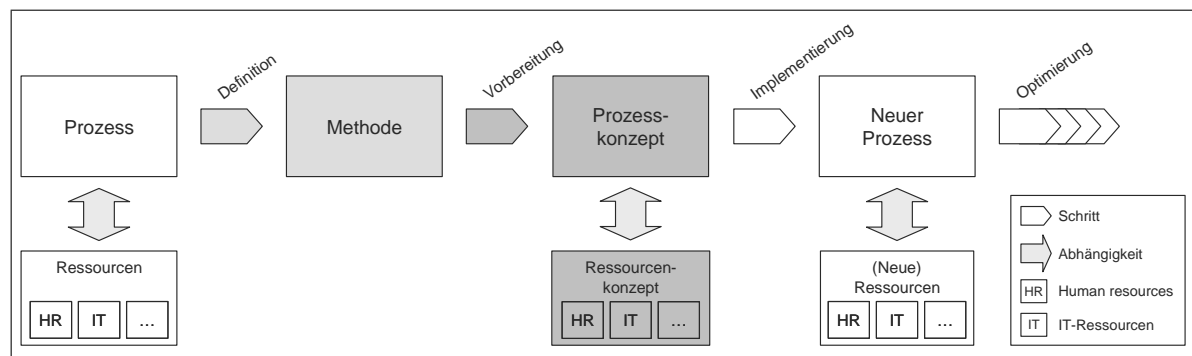 Definition
Vorbereitung
Implementierung
Optimierung
Prozess
Methode
Prozess-
konzept
Neuer
Prozess
Ressourcen
HR IT ...
Ressourcen-
konzept
HR IT ...
(Neue)
Ressourcen
HR IT ...
Schritt
Abhängigkeit
HR Human resources
IT IT-Ressourcen